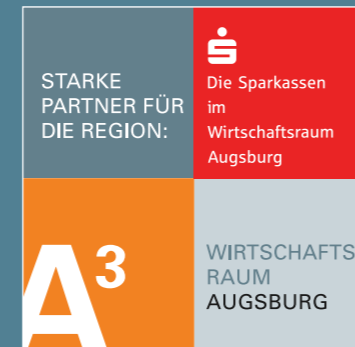 STARKE
PARTNER FÜR
DIE REGION:
Die Sparkassen
im
Wirtschaftsraum
Augsburg
A³
WIRTSCHAFTS
RAUM
AUGSBURG